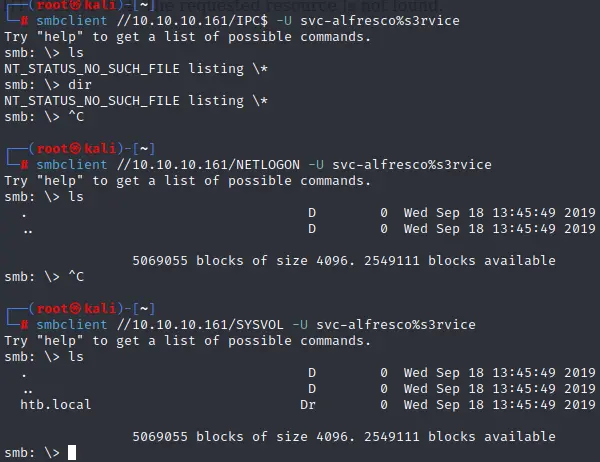 he requested resource is not found.
┌──(root㉿kali)-[~]
└─# smbclient //10.10.10.161/IPC$ -U svc-alfresco%s3rvice
Try "help" to get a list of possible commands.
smb: \> ls
NT_STATUS_NO_SUCH_FILE listing \*
smb: \> dir
NT_STATUS_NO_SUCH_FILE listing \*
smb: \> ^C
┌──(root㉿kali)-[~]
└─# smbclient //10.10.10.161/NETLOGON -U svc-alfresco%s3rvice
Try "help" to get a list of possible commands.
smb: \> ls
. D 0 Wed Sep 18 13:45:49 2019
.. D 0 Wed Sep 18 13:45:49 2019
5069055 blocks of size 4096. 2549111 blocks available
smb: \> ^C
┌──(root㉿kali)-[~]
└─# smbclient //10.10.10.161/SYSVOL -U svc-alfresco%s3rvice
Try "help" to get a list of possible commands.
smb: \> ls
. D 0 Wed Sep 18 13:45:49 2019
.. D 0 Wed Sep 18 13:45:49 2019
htb.local Dr 0 Wed Sep 18 13:45:49 2019
5069055 blocks of size 4096. 2549111 blocks available
smb: \>